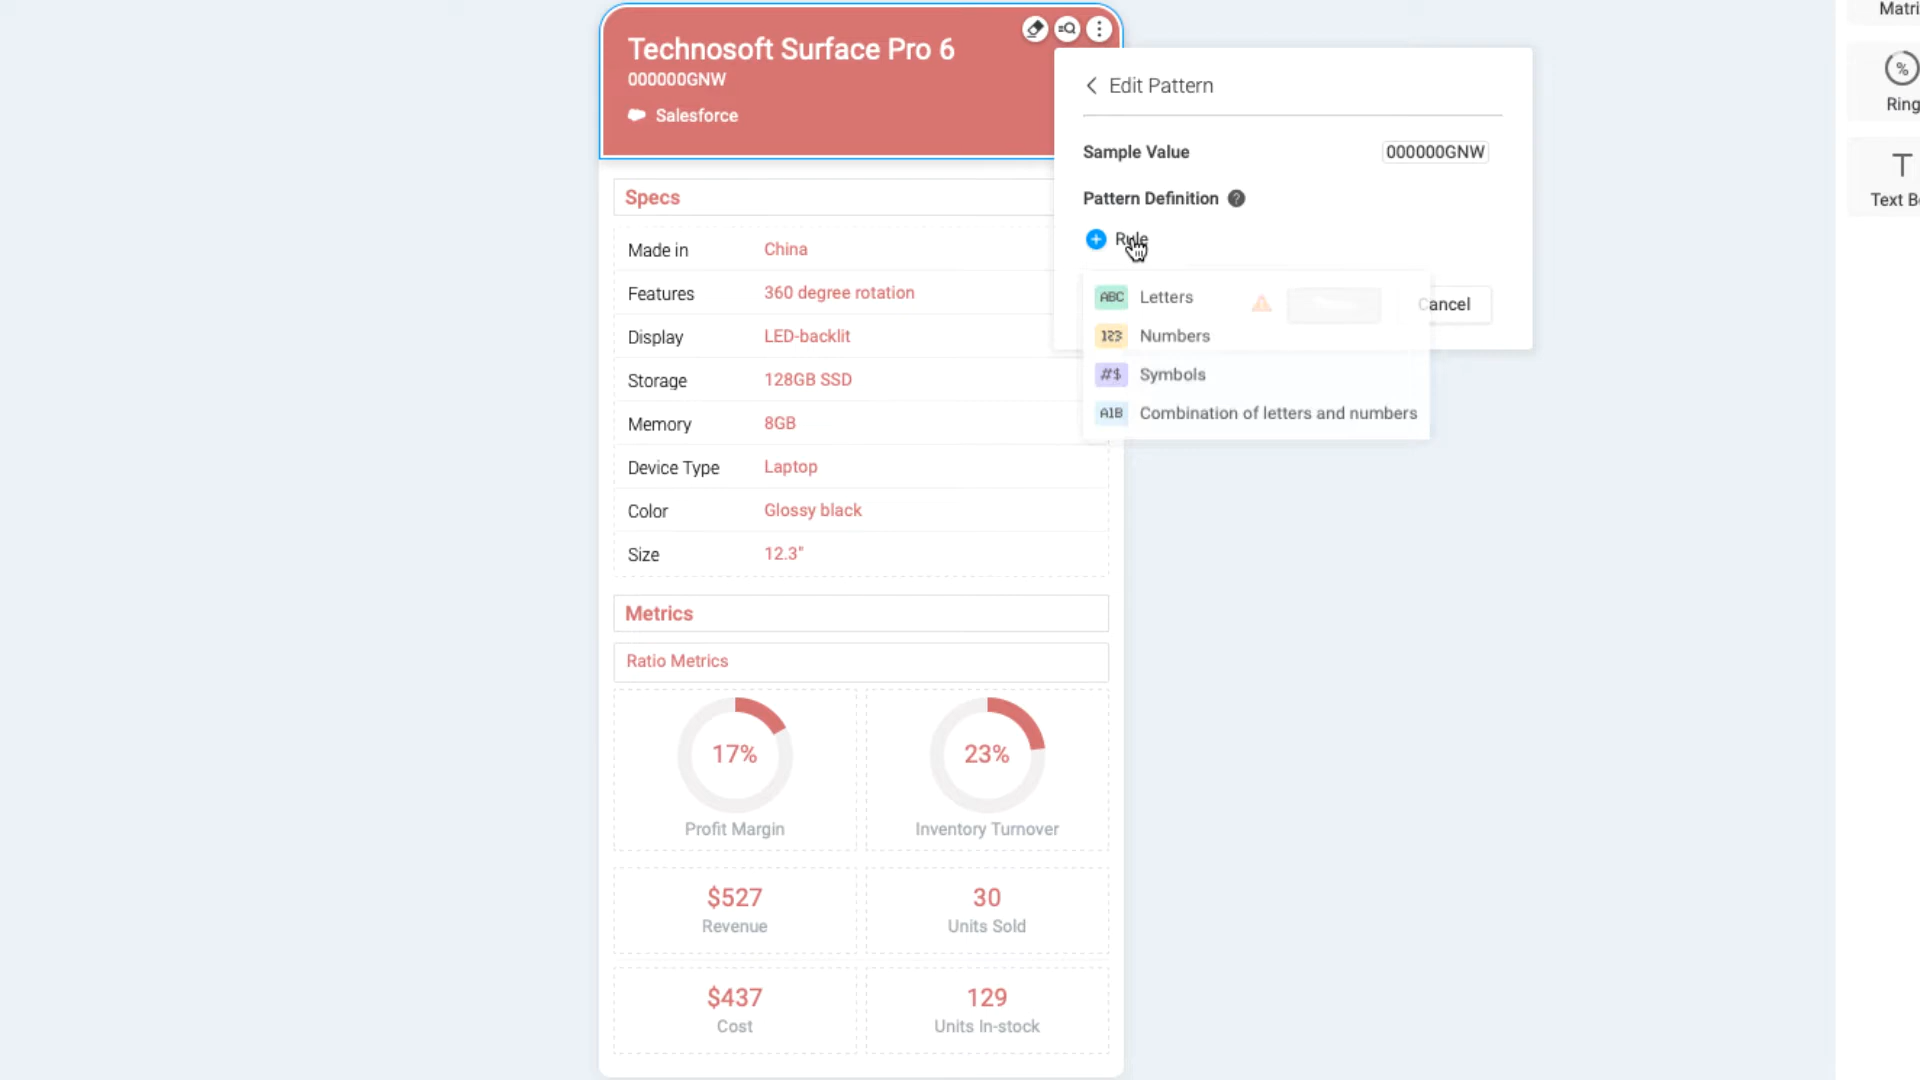 Technosoft Surface Pro 6
000000GNW
Salesforce
Edit Pattern
Sample Value 000000GNW
Pattern Definition ?
Rule
ABC Letters
123 Numbers
#$ Symbols
A1B Combination of letters and numbers
Cancel
Specs
Made in China
Features 360 degree rotation
Display LED-backlit
Storage 128GB SSD
Memory 8GB
Device Type Laptop
Color Glossy black
Size 12.3"
Metrics
Ratio Metrics
17% 23%
Profit Margin Inventory Turnover
$527 30
Revenue Units Sold
$437 129
Cost Units In-stock
Matri
%
Ring
T
Text B